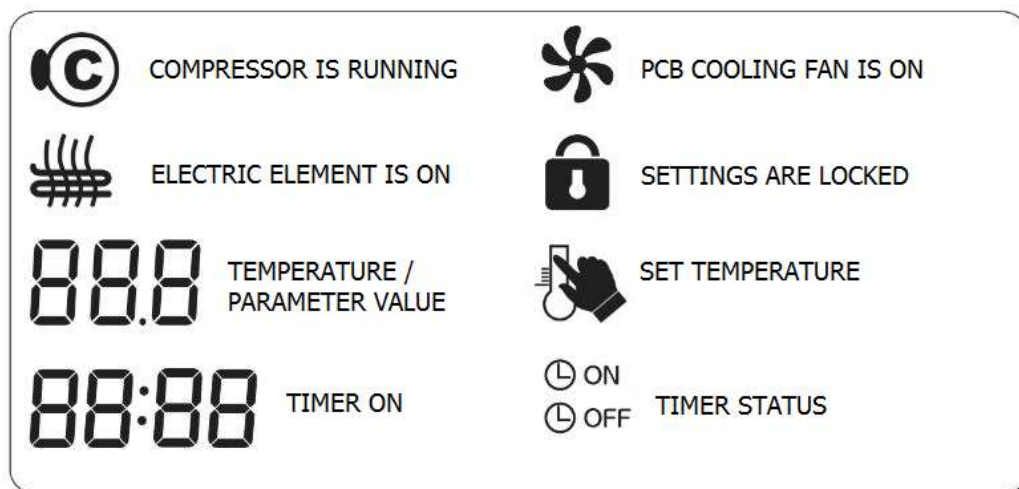 C COMPRESSOR IS RUNNING
PCB COOLING FAN IS ON
ELECTRIC ELEMENT IS ON
SETTINGS ARE LOCKED
88.8
TEMPERATURE /
PARAMETER VALUE
SET TEMPERATURE
88:88 TIMER ON
ON
OFF
TIMER STATUS